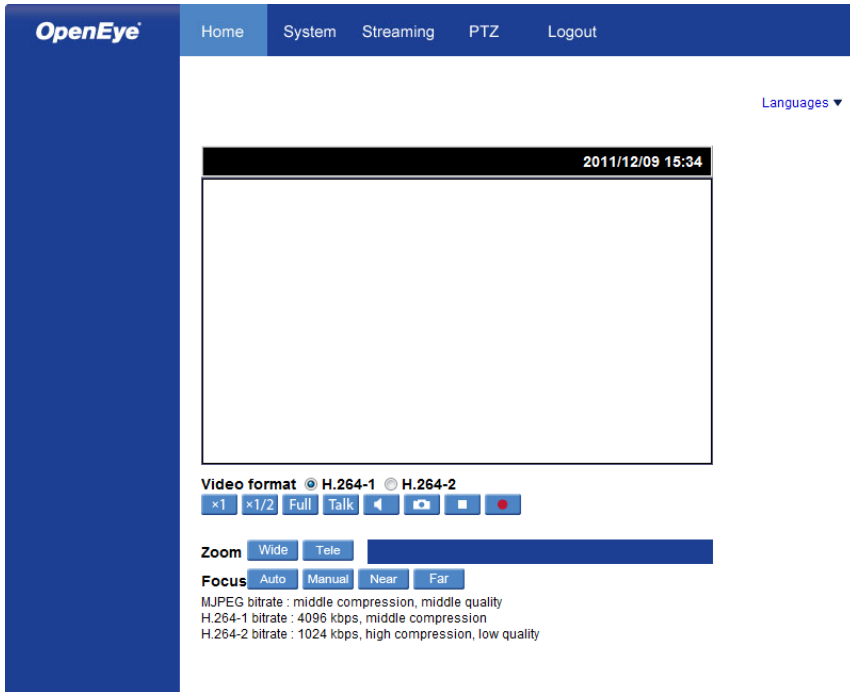 OpenEye Home System Streaming PTZ Logout
Languages ▼
2011/12/09 15:34
Video format H.264-1 H.264-2
×1 ×1/2 Full Talk
Zoom Wide Tele
Focus Auto Manual Near Far
MJPEG bitrate : middle compression, middle quality
H.264-1 bitrate : 4096 kbps, middle compression
H.264-2 bitrate : 1024 kbps, high compression, low quality